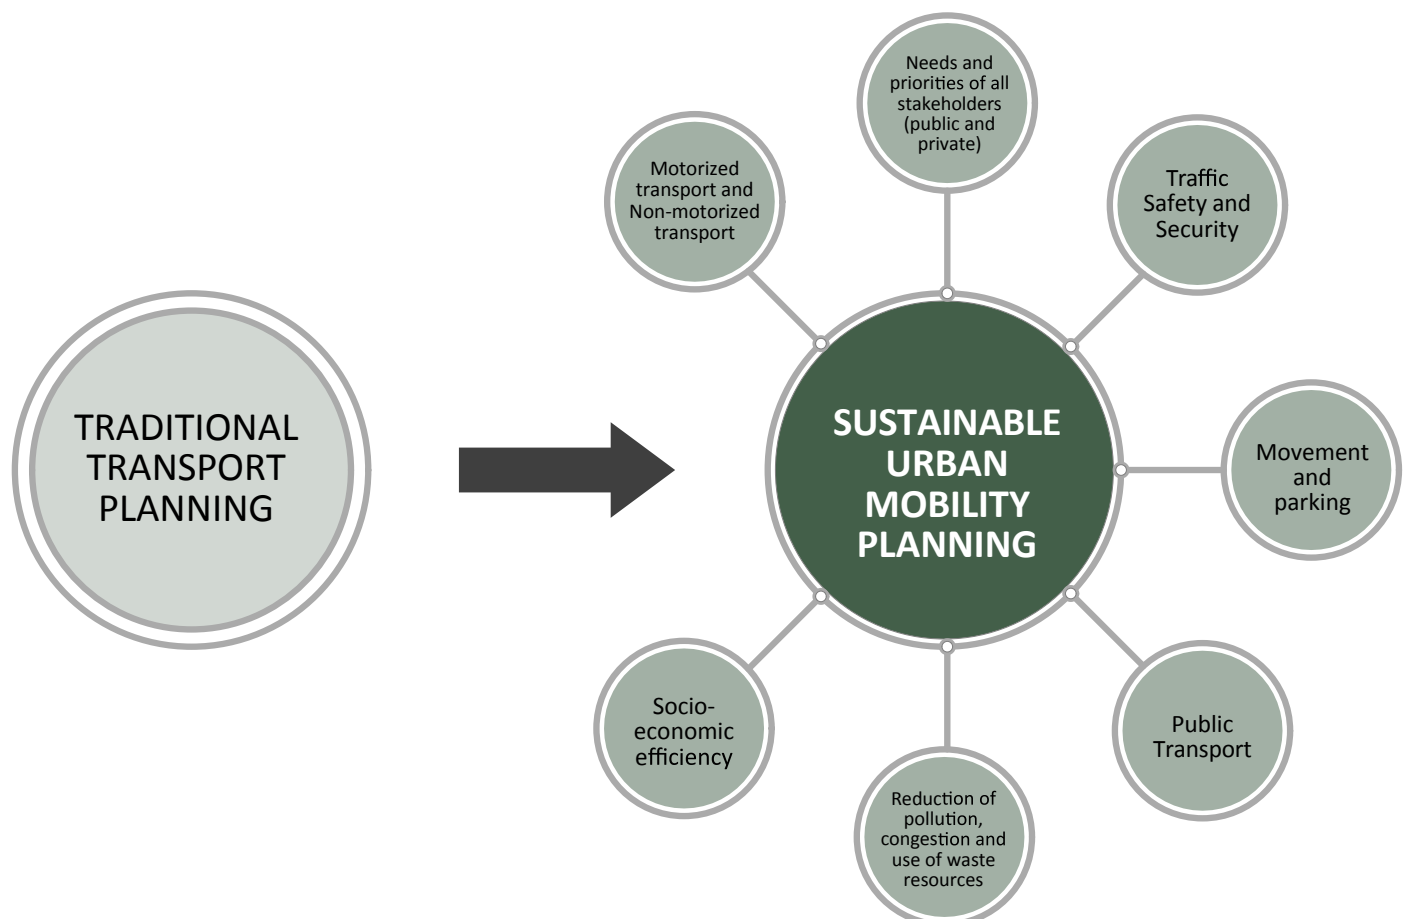 Needs and
priorities of all
stakeholders
(public and
private)
Motorized
transport and
Non-motorized
transport
Traffic
Safety and
Security
TRADITIONAL
TRANSPORT
PLANNING
SUSTAINABLE
URBAN
MOBILITY
PLANNING
Movement
and
parking
Socio-
economic
efficiency
Public
Transport
Reduction of
pollution,
congestion and
use of waste
resources